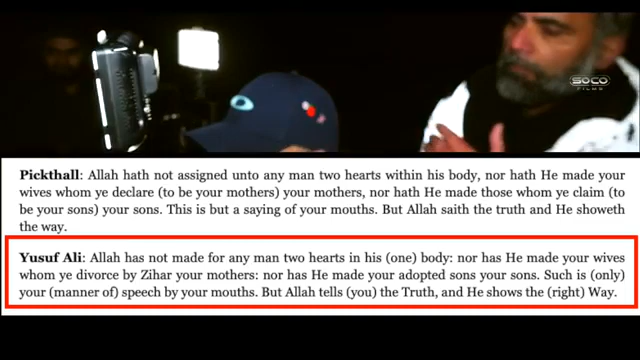 SOCO
FILMS
Pickthall: Allah hath not assigned unto any man two hearts within his body, nor hath He made your
wives whom ye declare (to be your mothers) your mothers, nor hath He made those whom ye claim (to
be your sons) your sons. This is but a saying of your mouths. But Allah saith the truth and He showeth
the way.
Yusuf Ali: Allah has not made for any man two hearts in his (one) body: nor has He made your wives
whom ye divorce by Zihar your mothers: nor has He made your adopted sons your sons. Such is (only)
your (manner of) speech by your mouths. But Allah tells (you) the Truth, and He shows the (right) Way.